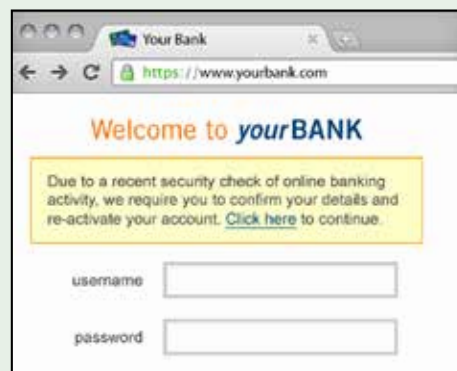 Your Bank
https://www.yourbank.com
Welcome to yourBANK
Due to a recent security check of online banking
activity, we require you to confirm your details and
re-activate your account. Click here to continue.
username
password